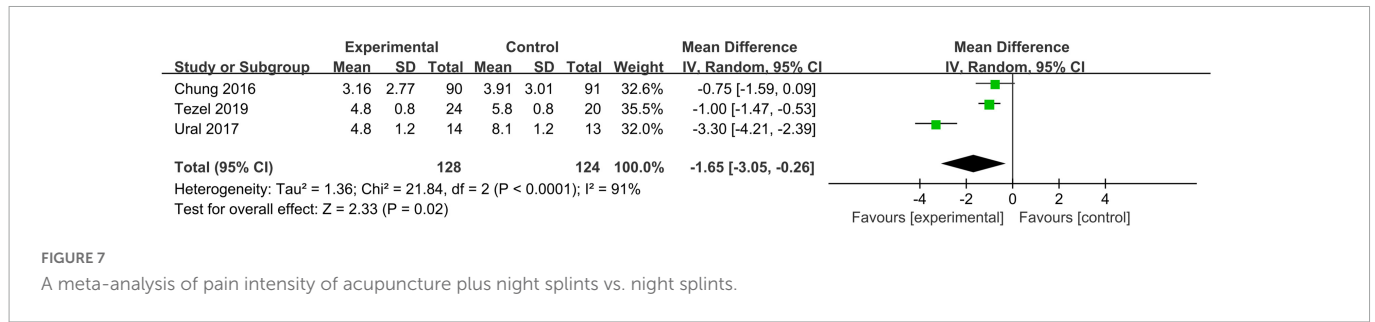 Experimental Control Mean Difference Mean Difference
Study or Subgroup Mean SD Total Mean SD Total Weight IV, Random, 95% CI IV, Random, 95% CI
Chung 2016 3.16 2.77 90 3.91 3.01 91 32.6% -0.75 [-1.59, 0.09]
Tezel 2019 4.8 0.8 24 5.8 0.8 20 35.5% -1.00 [-1.47, -0.53]
Ural 2017 4.8 1.2 14 8.1 1.2 13 32.0% -3.30 [-4.21, -2.39]
Total (95% CI) 128 124 100.0% -1.65 [-3.05, -0.26]
Heterogeneity: Tau² = 1.36; Chi² = 21.84, df = 2 (P < 0.0001); I² = 91%
Test for overall effect: Z = 2.33 (P = 0.02)
-4 -2 0 2 4
Favours [experimental] Favours [control]
FIGURE 7
A meta-analysis of pain intensity of acupuncture plus night splints vs. night splints.